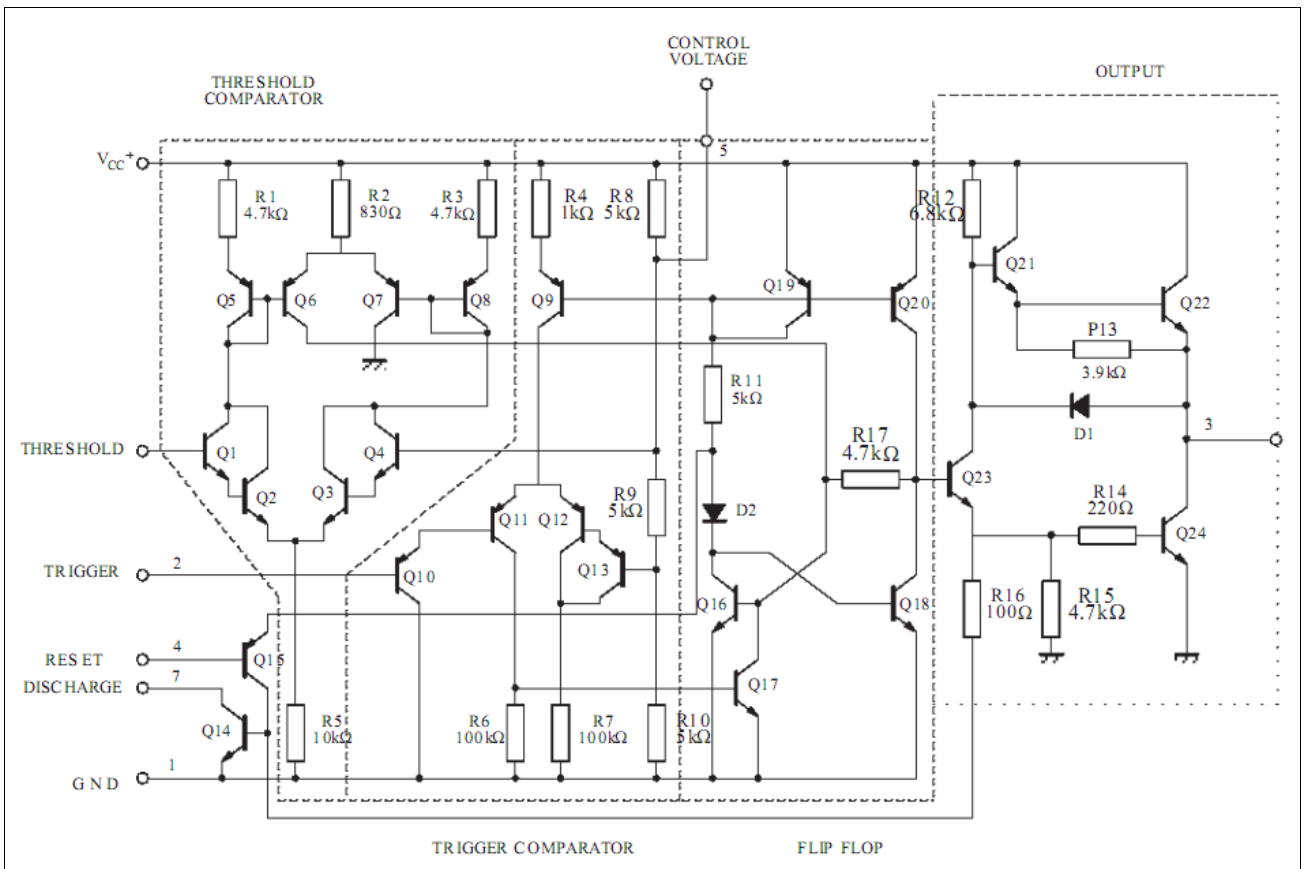 CONTROL
VOLTAGE
OUTPUT
THRESHOLD
COMPARATOR
5
VCC+
R1
4.7kΩ
R2
830Ω
R3
4.7kΩ
R4
1kΩ
R8
5kΩ
R12
6.8kΩ
Q5
Q6
Q7
Q8
Q9
Q19
Q20
Q21
Q22
P13
3.9kΩ
R11
5kΩ
D1
3
THRESHOLD
Q1
Q2
Q3
Q4
R17
4.7kΩ
Q23
R9
5kΩ
D2
R14
220Ω
Q11
Q12
Q24
TRIGGER
2
Q10
Q13
Q16
Q18
R16
100Ω
R15
4.7kΩ
RESET
4
Q15
DISCHARGE
7
Q17
Q14
R5
10kΩ
R6
100kΩ
R7
100kΩ
R10
5kΩ
GND
1
TRIGGER COMPARATOR
FLIP FLOP